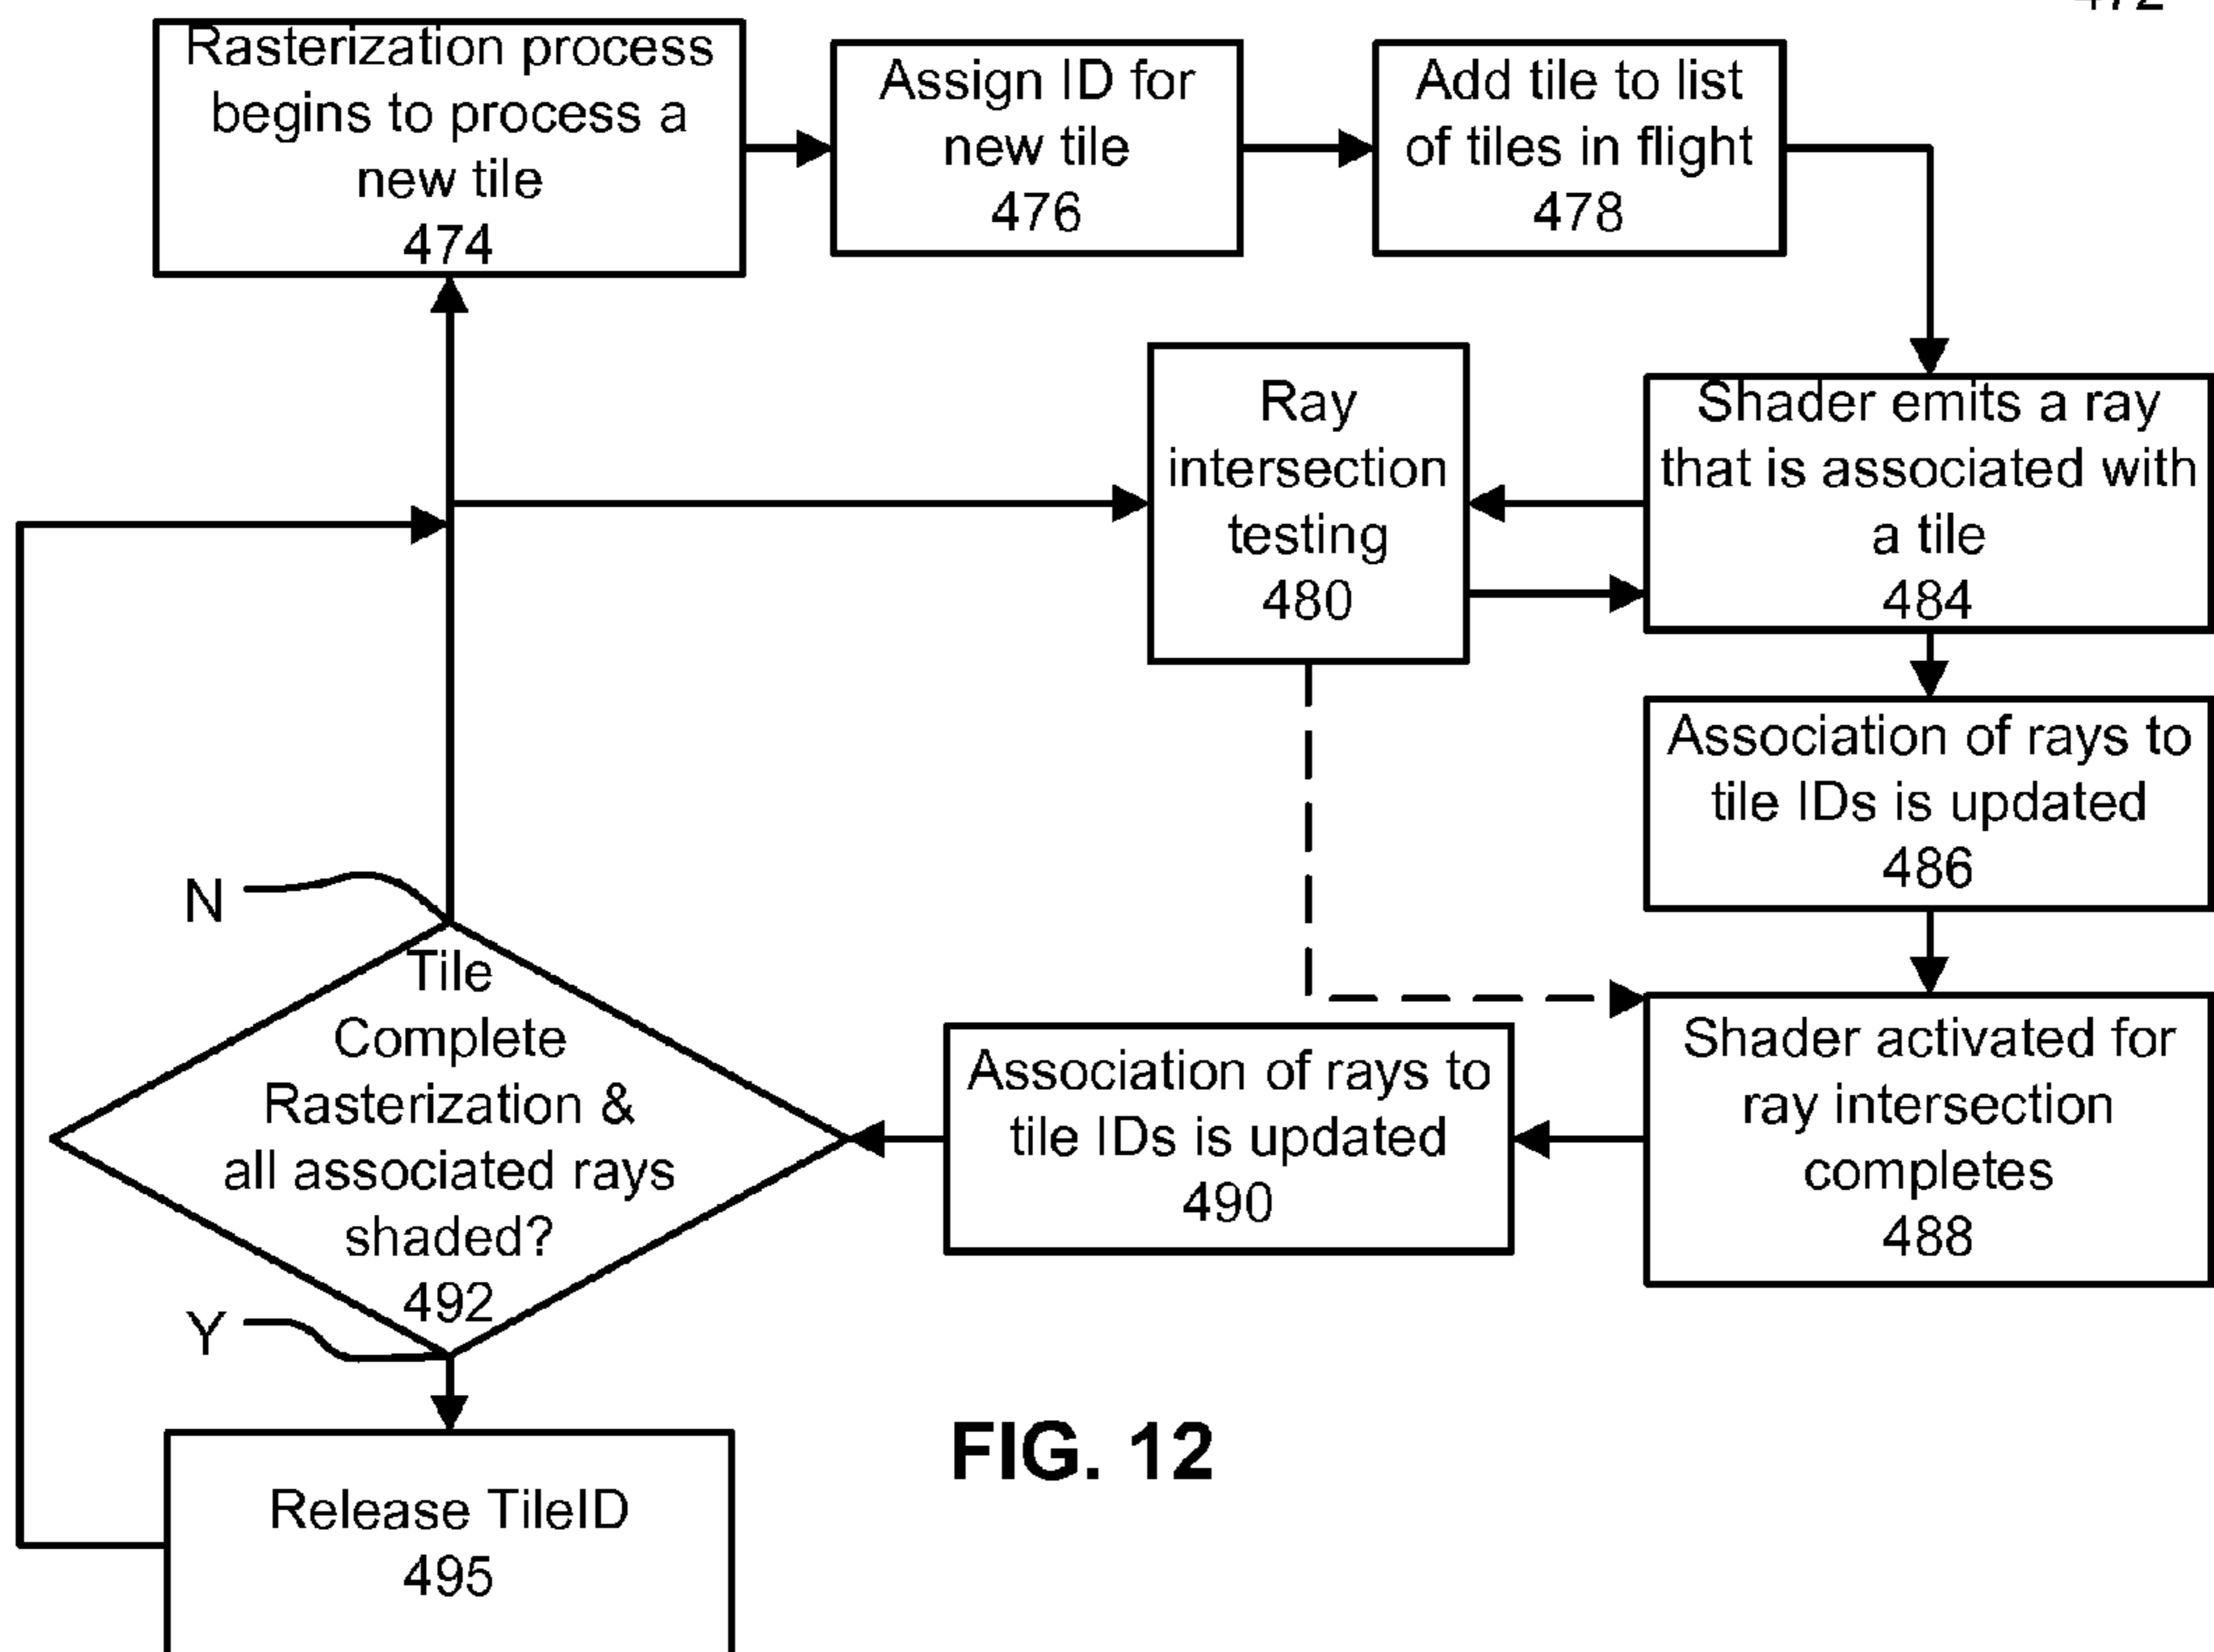 472
Rasterization process
begins to process a
new tile
474
Assign ID for
new tile
476
Add tile to list
of tiles in flight
478
Ray
intersection
testing
480
Shader emits a ray
that is associated with
a tile
484
Association of rays to
tile IDs is updated
486
N
Tile
Complete
Rasterization &
all associated rays
shaded?
492
Association of rays to
tile IDs is updated
490
Shader activated for
ray intersection
completes
488
Y
Release TileID
495
FIG. 12